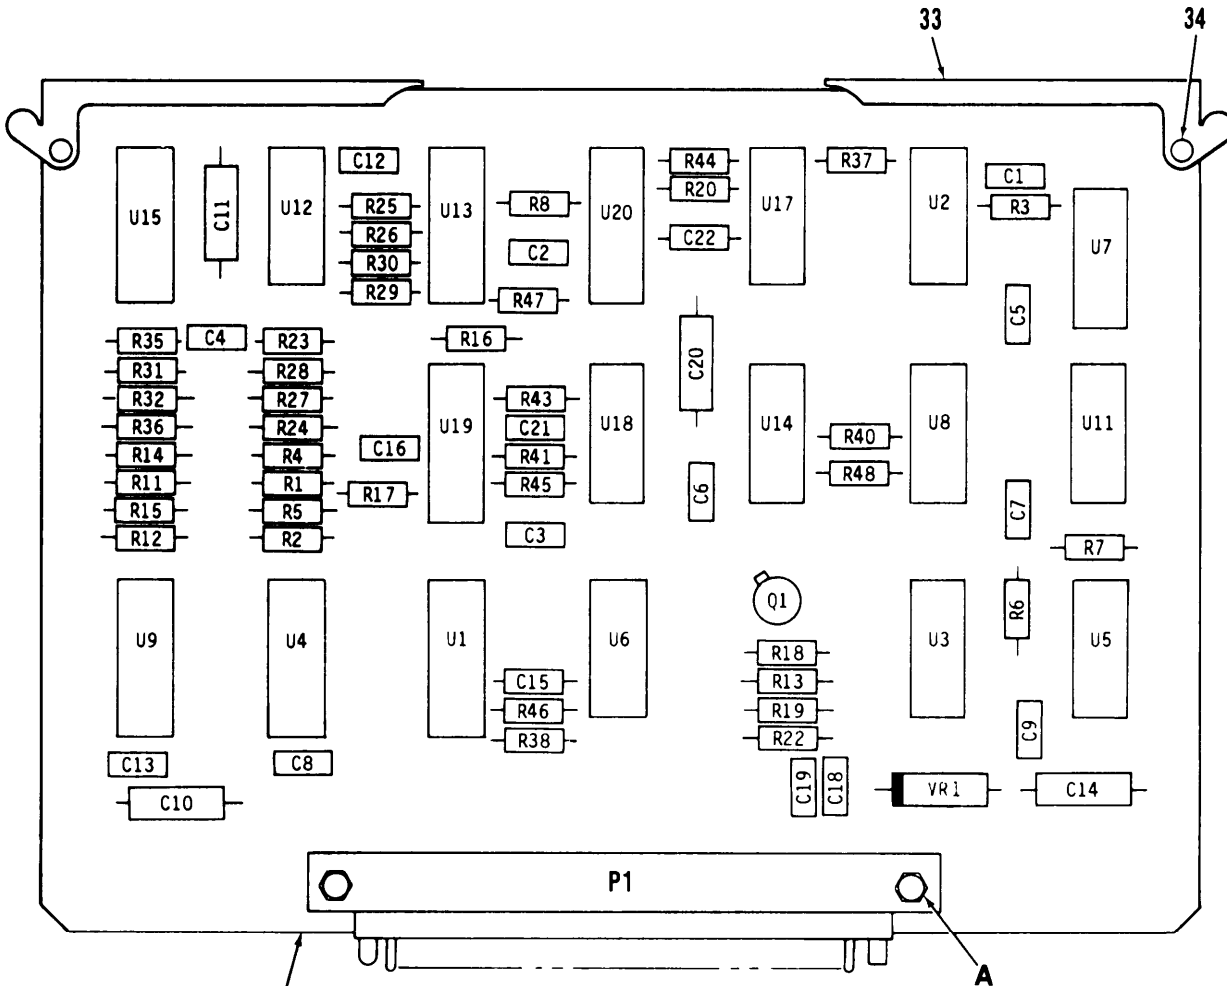 33
34
C12
R44
R37
U15
C11
U12
R25
U13
R8
U20
R20
U17
U2
C1
R3
R26
C2
C22
U7
R30
R29
R47
C5
R35
C4
R23
R16
C20
R31
R28
R32
R27
U19
R43
U18
U14
U8
U11
R36
R24
C21
R40
R14
R4
C16
R41
R48
R11
R1
R17
R45
C6
C7
R15
R5
R12
R2
C3
R7
Q1
R6
U9
U4
U1
U6
U3
U5
R18
C15
R13
R46
R19
R38
R22
C9
C13
C8
C10
C19
C18
VR1
C14
P1
A